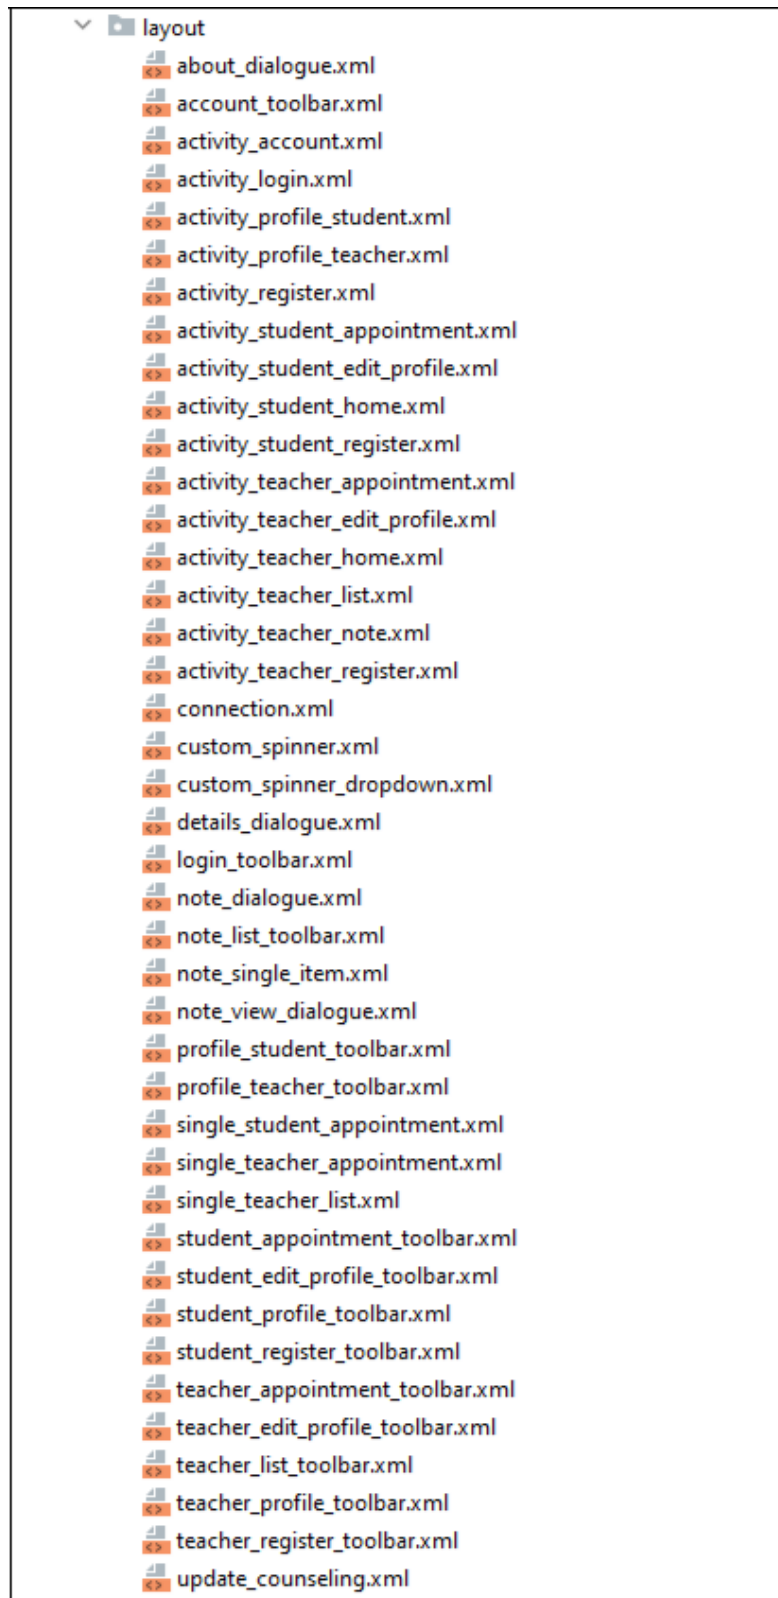 layout
about_dialogue.xml
account_toolbar.xml
activity_account.xml
activity_login.xml
activity_profile_student.xml
activity_profile_teacher.xml
activity_register.xml
activity_student_appointment.xml
activity_student_edit_profile.xml
activity_student_home.xml
activity_student_register.xml
activity_teacher_appointment.xml
activity_teacher_edit_profile.xml
activity_teacher_home.xml
activity_teacher_list.xml
activity_teacher_note.xml
activity_teacher_register.xml
connection.xml
custom_spinner.xml
custom_spinner_dropdown.xml
details_dialogue.xml
login_toolbar.xml
note_dialogue.xml
note_list_toolbar.xml
note_single_item.xml
note_view_dialogue.xml
profile_student_toolbar.xml
profile_teacher_toolbar.xml
single_student_appointment.xml
single_teacher_appointment.xml
single_teacher_list.xml
student_appointment_toolbar.xml
student_edit_profile_toolbar.xml
student_profile_toolbar.xml
student_register_toolbar.xml
teacher_appointment_toolbar.xml
teacher_edit_profile_toolbar.xml
teacher_list_toolbar.xml
teacher_profile_toolbar.xml
teacher_register_toolbar.xml
update_counseling.xml